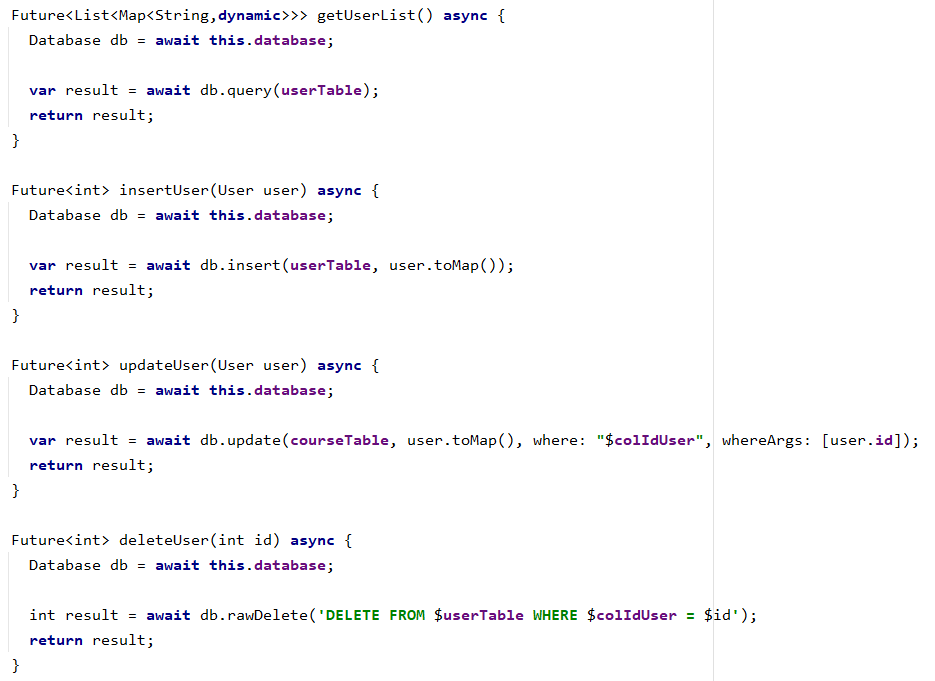 Future<List<Map<String,dynamic>>> getUserList() async {
  Database db = await this.database;

  var result = await db.query(userTable);
  return result;
}

Future<int> insertUser(User user) async {
  Database db = await this.database;

  var result = await db.insert(userTable, user.toMap());
  return result;
}

Future<int> updateUser(User user) async {
  Database db = await this.database;

  var result = await db.update(courseTable, user.toMap(), where: "$colIdUser", whereArgs: [user.id]);
  return result;
}

Future<int> deleteUser(int id) async {
  Database db = await this.database;

  int result = await db.rawDelete('DELETE FROM $userTable WHERE $colIdUser = $id');
  return result;
}